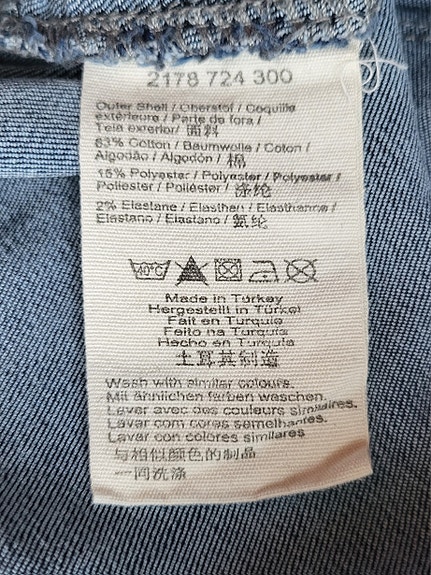 2178 724 300
Outer Shell / Oberstof / Coquille
extérieure / Parte de fora /
Tela exterior/ 面料
83% Cotton / Baumwolle / Coton /
Algodão / Algodón / 棉
15% Polyester / Polyester / Polyester /
Poliester / Poliéster / 涤纶
2% Elastane / Elasthan / Elasthanne /
Elastano / Elastano / 氨纶
40°C
Made in Turkey
Hergestellt in Türkei
Fait en Turquie
Feito na Turquia
Hecho en Turquía
土耳其制造
Wash with similar colours.
Mit ähnlichen farben waschen.
Lavar avec des couleurs similaires.
Lavar com cores semelhantes.
Lavar con colores similares
与相似颜色的制品
一同洗涤